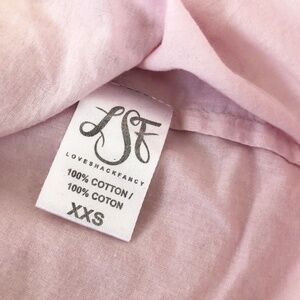 LSF
LOVESHACKFANCY
100% COTTON /
100% COTON
XXS